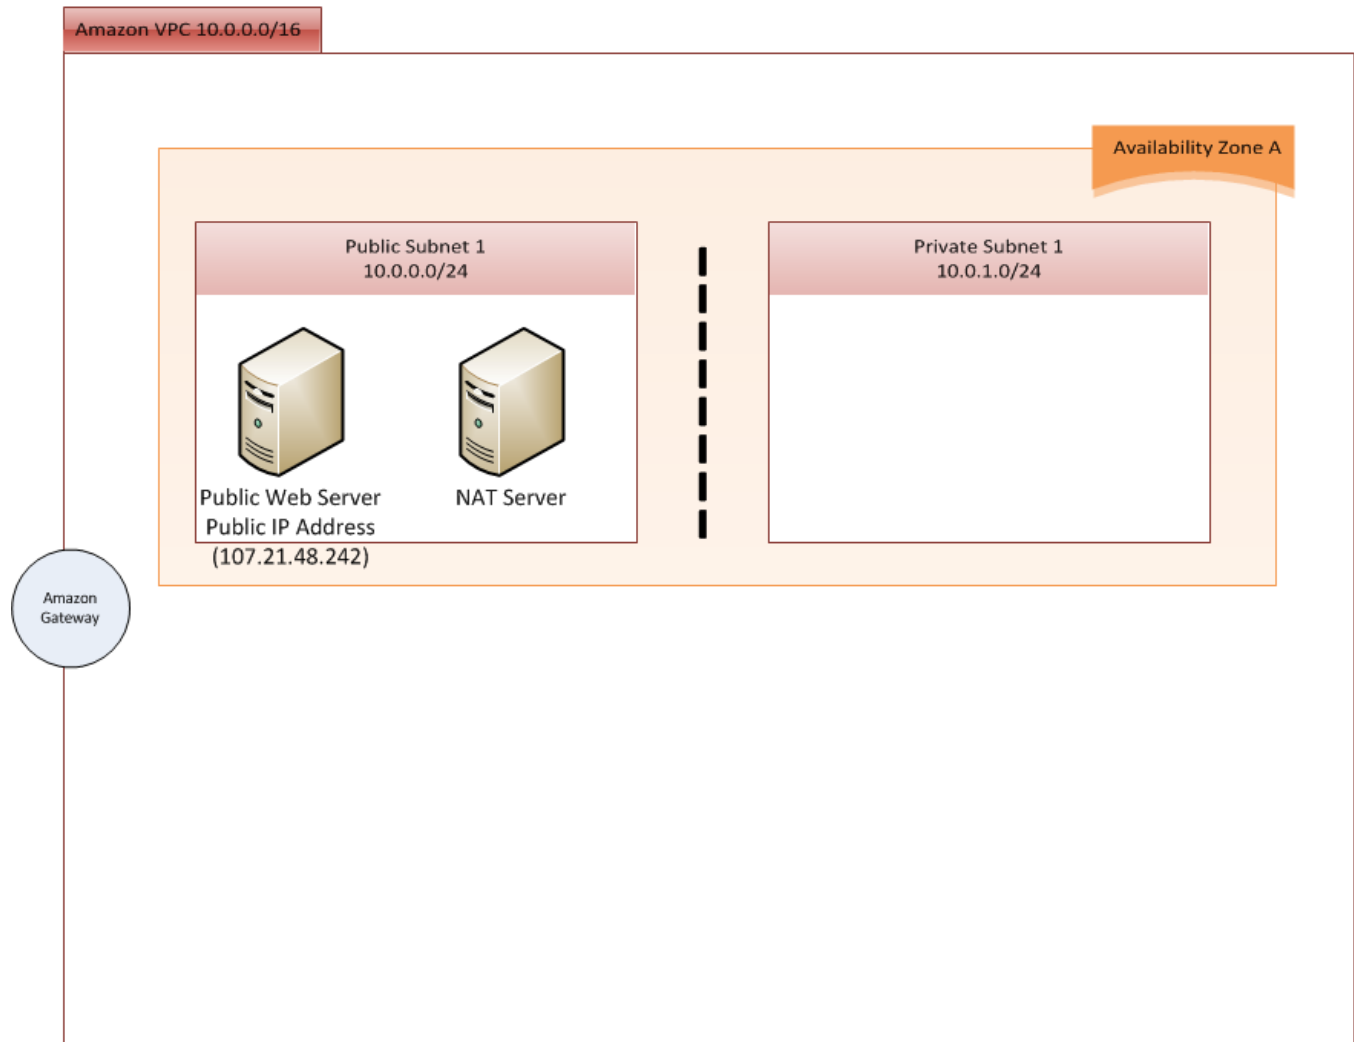 Amazon VPC 10.0.0.0/16
Availability Zone A
Public Subnet 1
10.0.0.0/24
Private Subnet 1
10.0.1.0/24
Public Web Server
Public IP Address
(107.21.48.242)
NAT Server
Amazon
Gateway